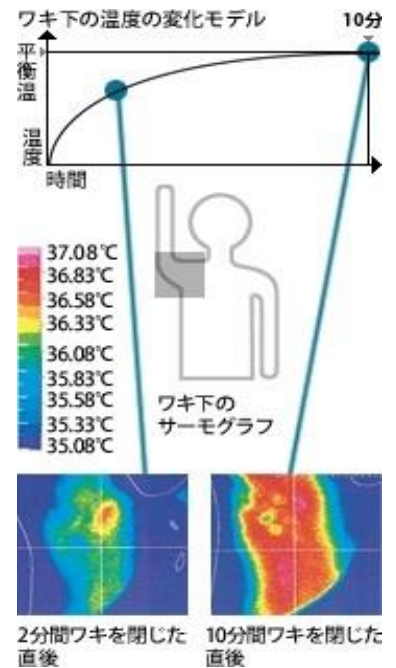 ワキ下の温度の変化モデル
10分
平衡温
温度
時間
37.08℃
36.83℃
36.58℃
36.33℃
36.08℃
35.83℃
35.58℃
35.33℃
35.08℃
ワキ下の
サーモグラフ
2分間ワキを閉じた
直後
10分間ワキを閉じた
直後